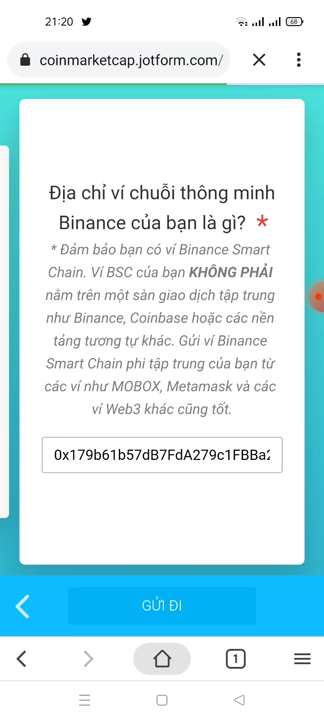 21:20
68
coinmarketcap.jotform.com/
Địa chỉ ví chuỗi thông minh
Binance của bạn là gì? *
* Đảm bảo bạn có ví Binance Smart
Chain. Ví BSC của bạn KHÔNG PHẢI
nằm trên một sàn giao dịch tập trung
như Binance, Coinbase hoặc các nền
tảng tương tự khác. Gửi ví Binance
Smart Chain phi tập trung của bạn từ
các ví như MOBOX, Metamask và các
ví Web3 khác cũng tốt.
0x179b61b57dB7FdA279c1FBBa2
GỬI ĐI
1